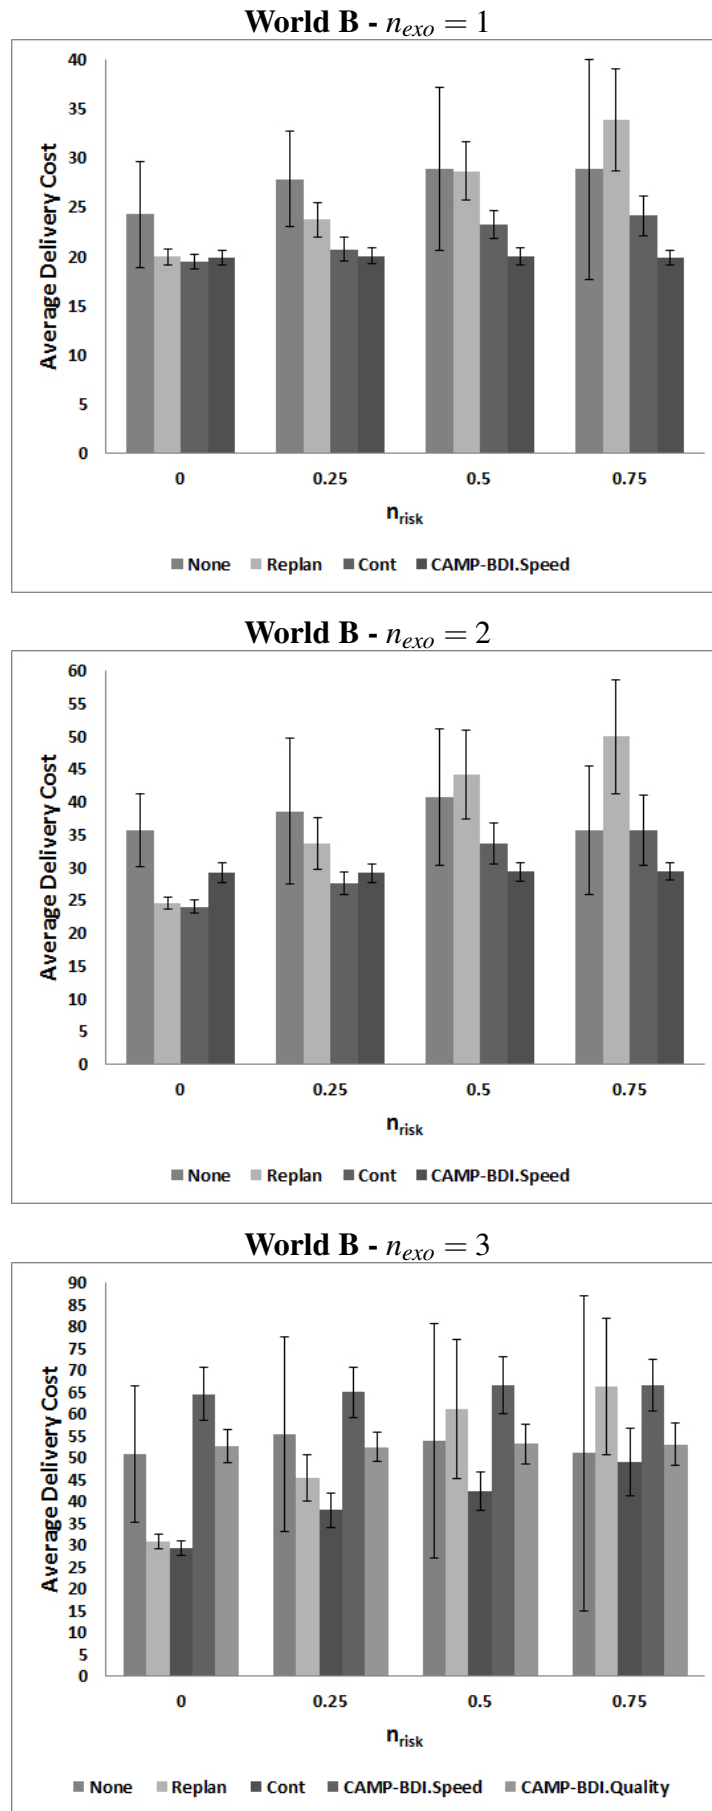 World B - n_exo = 1
Average Delivery Cost
40
35
30
25
20
15
10
5
0
0 0.25 0.5 0.75
n_risk
None Replan Cont CAMP-BDI.Speed
World B - n_exo = 2
Average Delivery Cost
60
55
50
45
40
35
30
25
20
15
10
5
0
0 0.25 0.5 0.75
n_risk
None Replan Cont CAMP-BDI.Speed
World B - n_exo = 3
Average Delivery Cost
90
85
80
75
70
65
60
55
50
45
40
35
30
25
20
15
10
5
0
0 0.25 0.5 0.75
n_risk
None Replan Cont CAMP-BDI.Speed CAMP-BDI.Quality